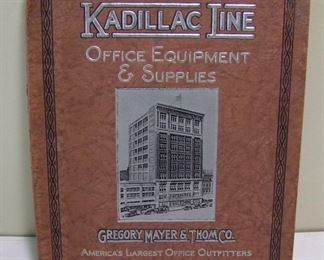 KADILLAC LINE
OFFICE EQUIPMENT
& SUPPLIES
GREGORY MAYER & THOM CO.
AMERICA'S LARGEST OFFICE OUTFITTERS